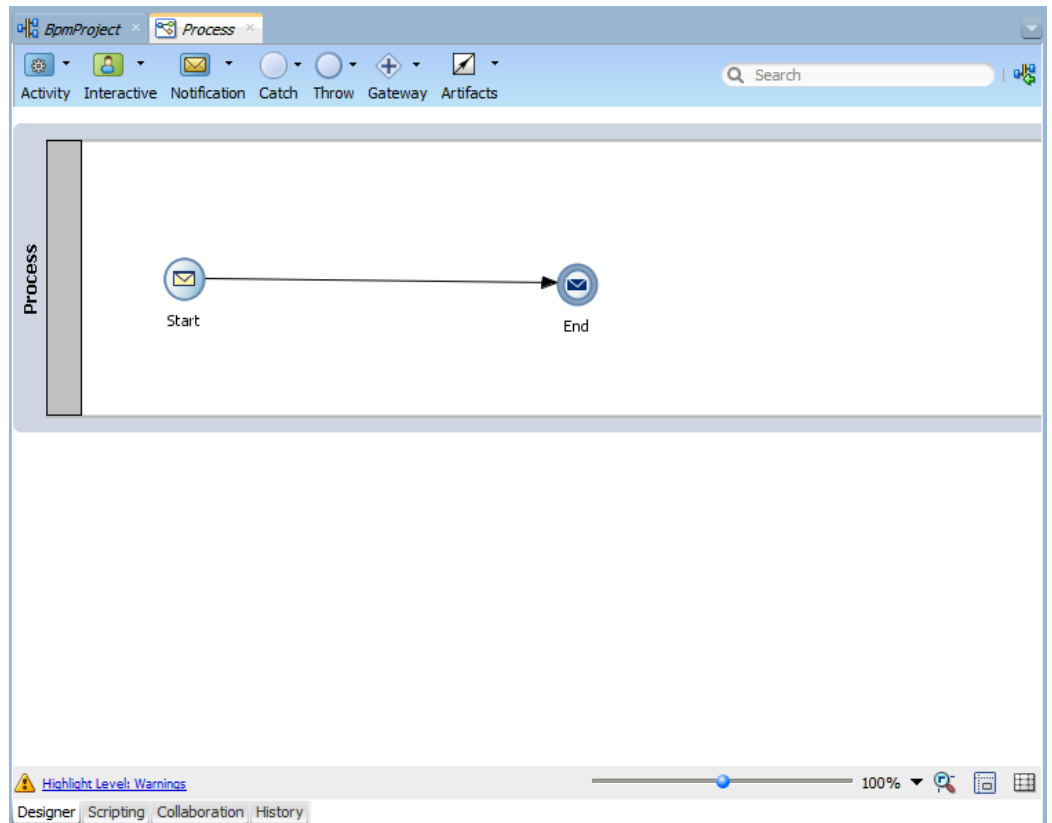 BpmProject Process
Search
Activity Interactive Notification Catch Throw Gateway Artifacts
Process
Start
End
Highlight Level: Warnings 100%
Designer Scripting Collaboration History